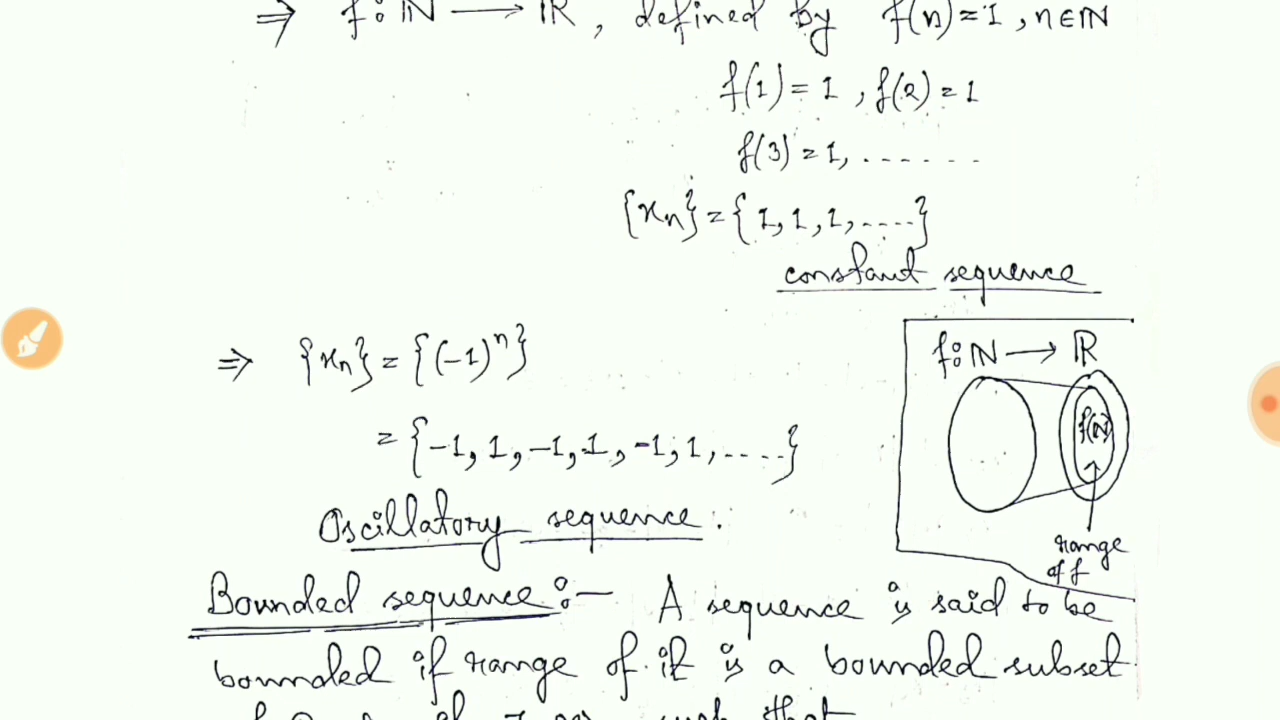 ⇒ f: ℕ → ℝ, defined by f(n)=1, n∈ℕ
f(1)=1, f(2)=1
f(3)=1, .......
{xₙ}={1,1,1,.....}
constant sequence
⇒ {xₙ} = {(-1)ⁿ}
= {-1, 1, -1, 1, -1, 1, .....}
Oscillatory sequence.
f: ℕ → ℝ
f(ℕ)
range
of f
Bounded sequence :- A sequence is said to be
bounded if range of it is a bounded subset
such that